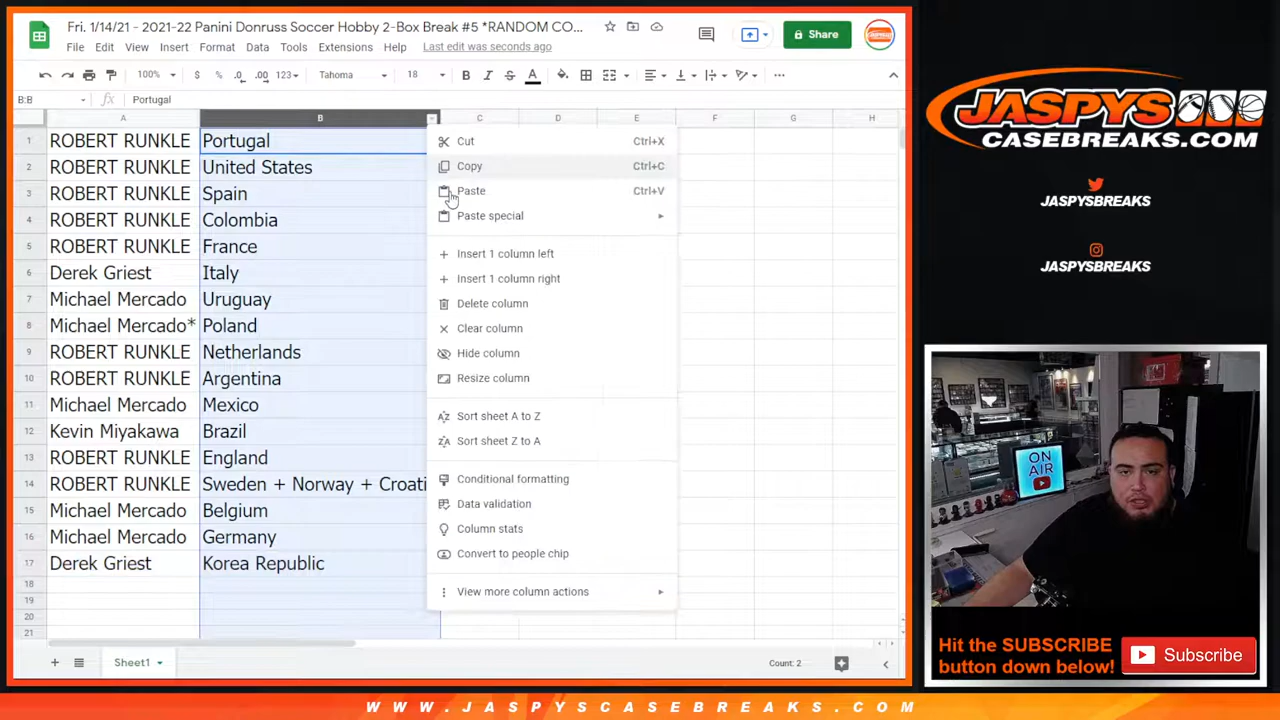 Fri. 1/14/21 - 2021-22 Panini Donruss Soccer Hobby 2-Box Break #5 *RANDOM CO...
File Edit View Insert Format Data Tools Extensions Help Last edit was seconds ago
Share
100% $ % .0 .00 123 Tahoma 18 B I S A
B:B fx Portugal
A B C D E F G H
1 ROBERT RUNKLE Portugal
2 ROBERT RUNKLE United States
3 ROBERT RUNKLE Spain
4 ROBERT RUNKLE Colombia
5 ROBERT RUNKLE France
6 Derek Griest Italy
7 Michael Mercado Uruguay
8 Michael Mercado* Poland
9 ROBERT RUNKLE Netherlands
10 ROBERT RUNKLE Argentina
11 Michael Mercado Mexico
12 Kevin Miyakawa Brazil
13 ROBERT RUNKLE England
14 ROBERT RUNKLE Sweden + Norway + Croati
15 Michael Mercado Belgium
16 Michael Mercado Germany
17 Derek Griest Korea Republic
18
19
20
21
Cut Ctrl+X
Copy Ctrl+C
Paste Ctrl+V
Paste special
Insert 1 column left
Insert 1 column right
Delete column
Clear column
Hide column
Resize column
Sort sheet A to Z
Sort sheet Z to A
Conditional formatting
Data validation
Column stats
Convert to people chip
View more column actions
Sheet1
Count: 2
JASPYS
CASEBREAKS.COM
JASPYSBREAKS
JASPYSBREAKS
ON
AIR
Hit the SUBSCRIBE
button down below!
Subscribe
WWW.JASPYSCASEBREAKS.COM